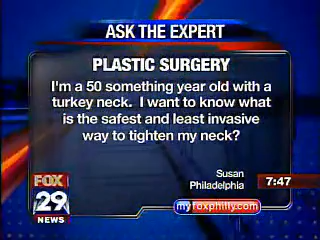 ASK THE EXPERT
PLASTIC SURGERY
I'm a 50 something year old with a
turkey neck.  I want to know what
is the safest and least invasive
way to tighten my neck?
Susan
Philadelphia
FOX
29
NEWS
7:47
myfoxphilly.com